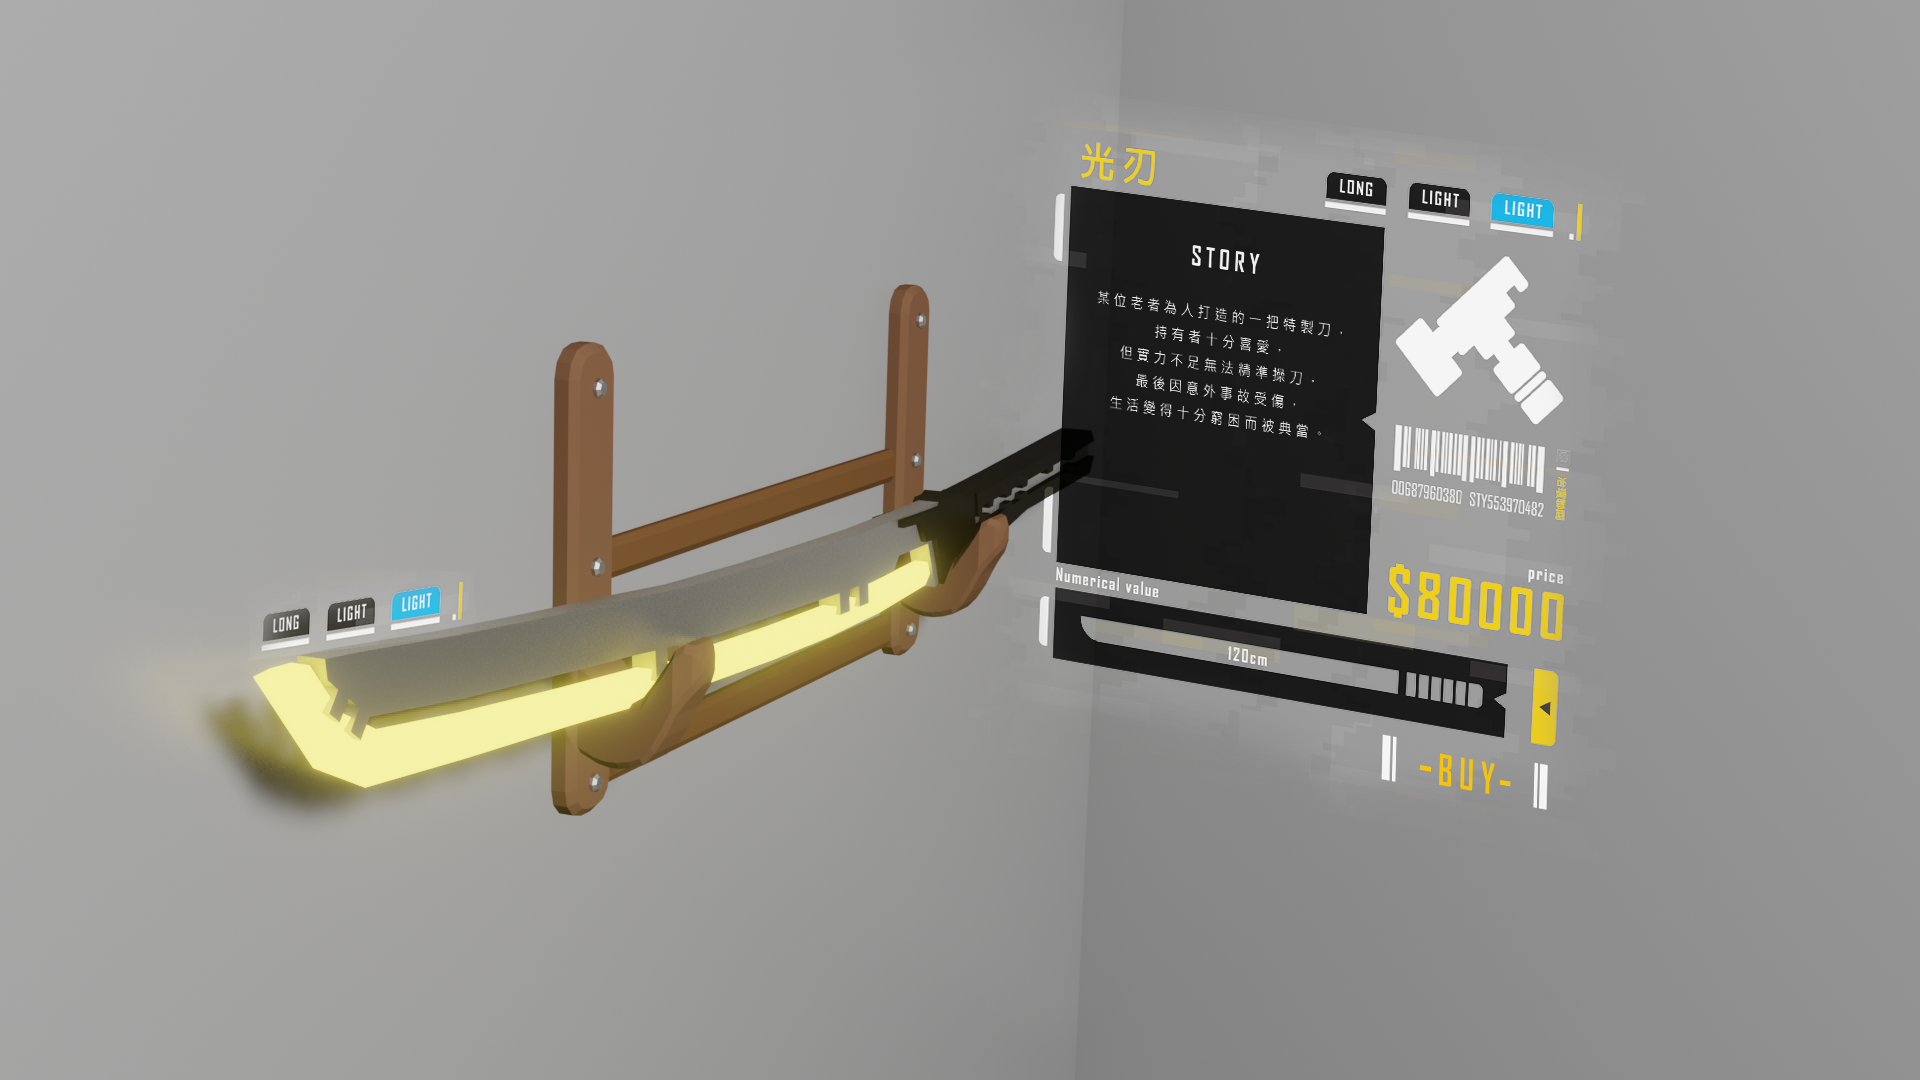 光刃
LONG
LIGHT
LIGHT
STORY
某位老者為人打造的一把特製刀．
持有者十分喜愛．
但實力不足無法精準操刀．
最後因意外事故受傷．
生活變得十分窮困而被典當。
00687960380 STY553970482
price
$80000
Numerical value
120cm
-BUY-
LONG
LIGHT
LIGHT